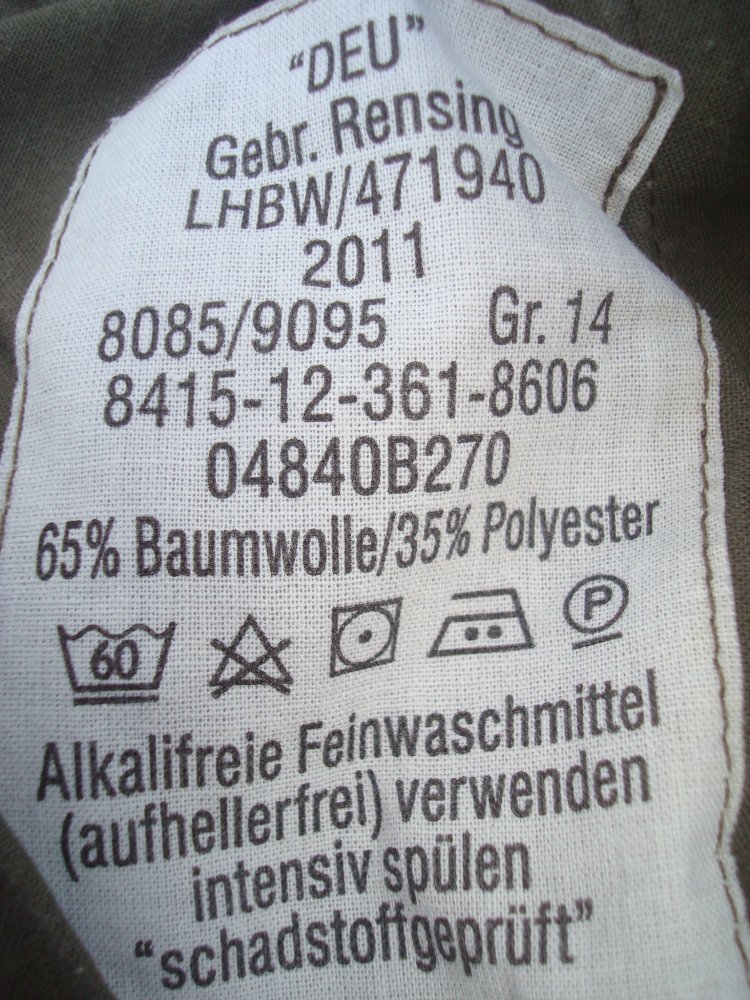 “DEU”
Gebr. Rensing
LHBW/471940
2011
8085/9095 Gr. 14
8415-12-361-8606
04840B270
65% Baumwolle/35% Polyester
60 P
Alkalifreie Feinwaschmittel
(aufhellerfrei) verwenden
intensiv spülen
“schadstoffgeprüft”